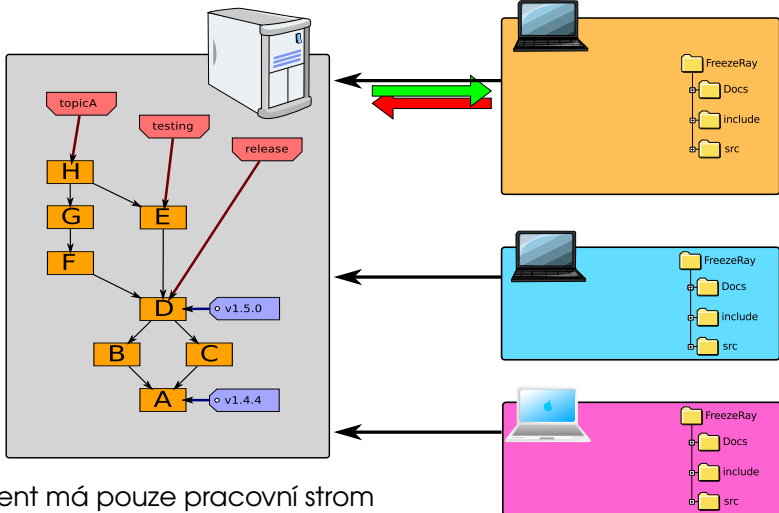 topicA
testing
release
H
G
E
F
D
v1.5.0
B
C
A
v1.4.4
FreezeRay
Docs
include
src
FreezeRay
Docs
include
src
FreezeRay
Docs
include
src
má pouze pracovní strom